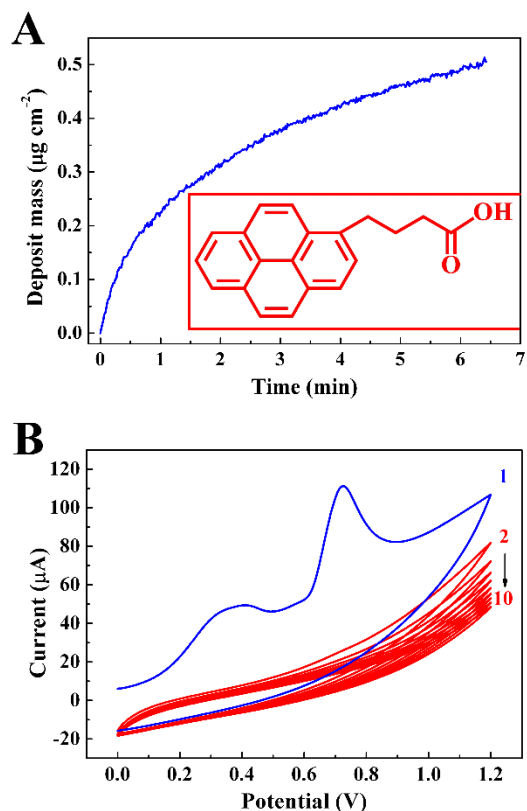 A
Deposit mass (μg cm⁻²)
0.5
0.4
0.3
0.2
0.1
0.0
OH
O
0 1 2 3 4 5 6 7
Time (min)
B
Current (μA)
120
100
80
60
40
20
0
-20
1
2
10
0.0 0.2 0.4 0.6 0.8 1.0 1.2
Potential (V)